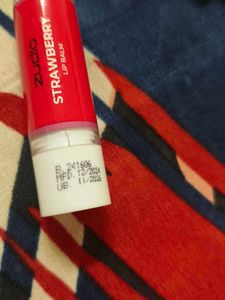 zudio
STRAWBERRY
LIP BALM
B. 241606
MFD. 12/2024
UB. 11/2026